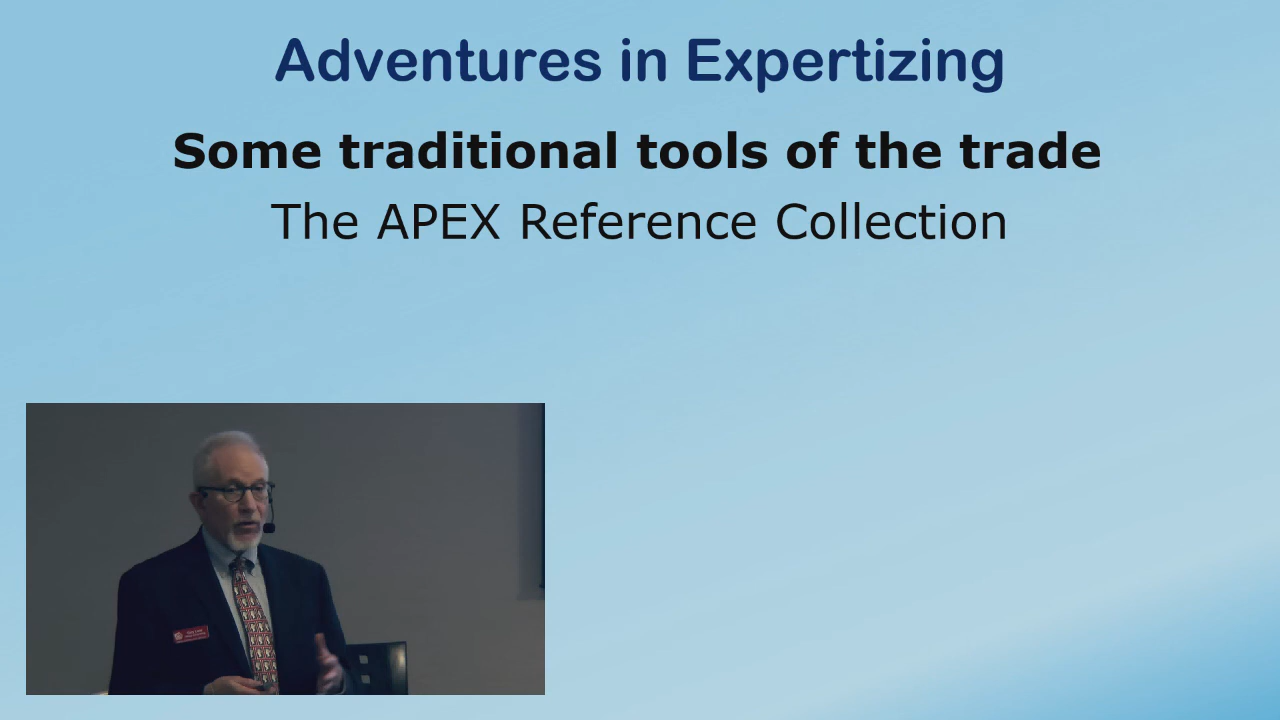 Adventures in Expertizing
Some traditional tools of the trade
The APEX Reference Collection